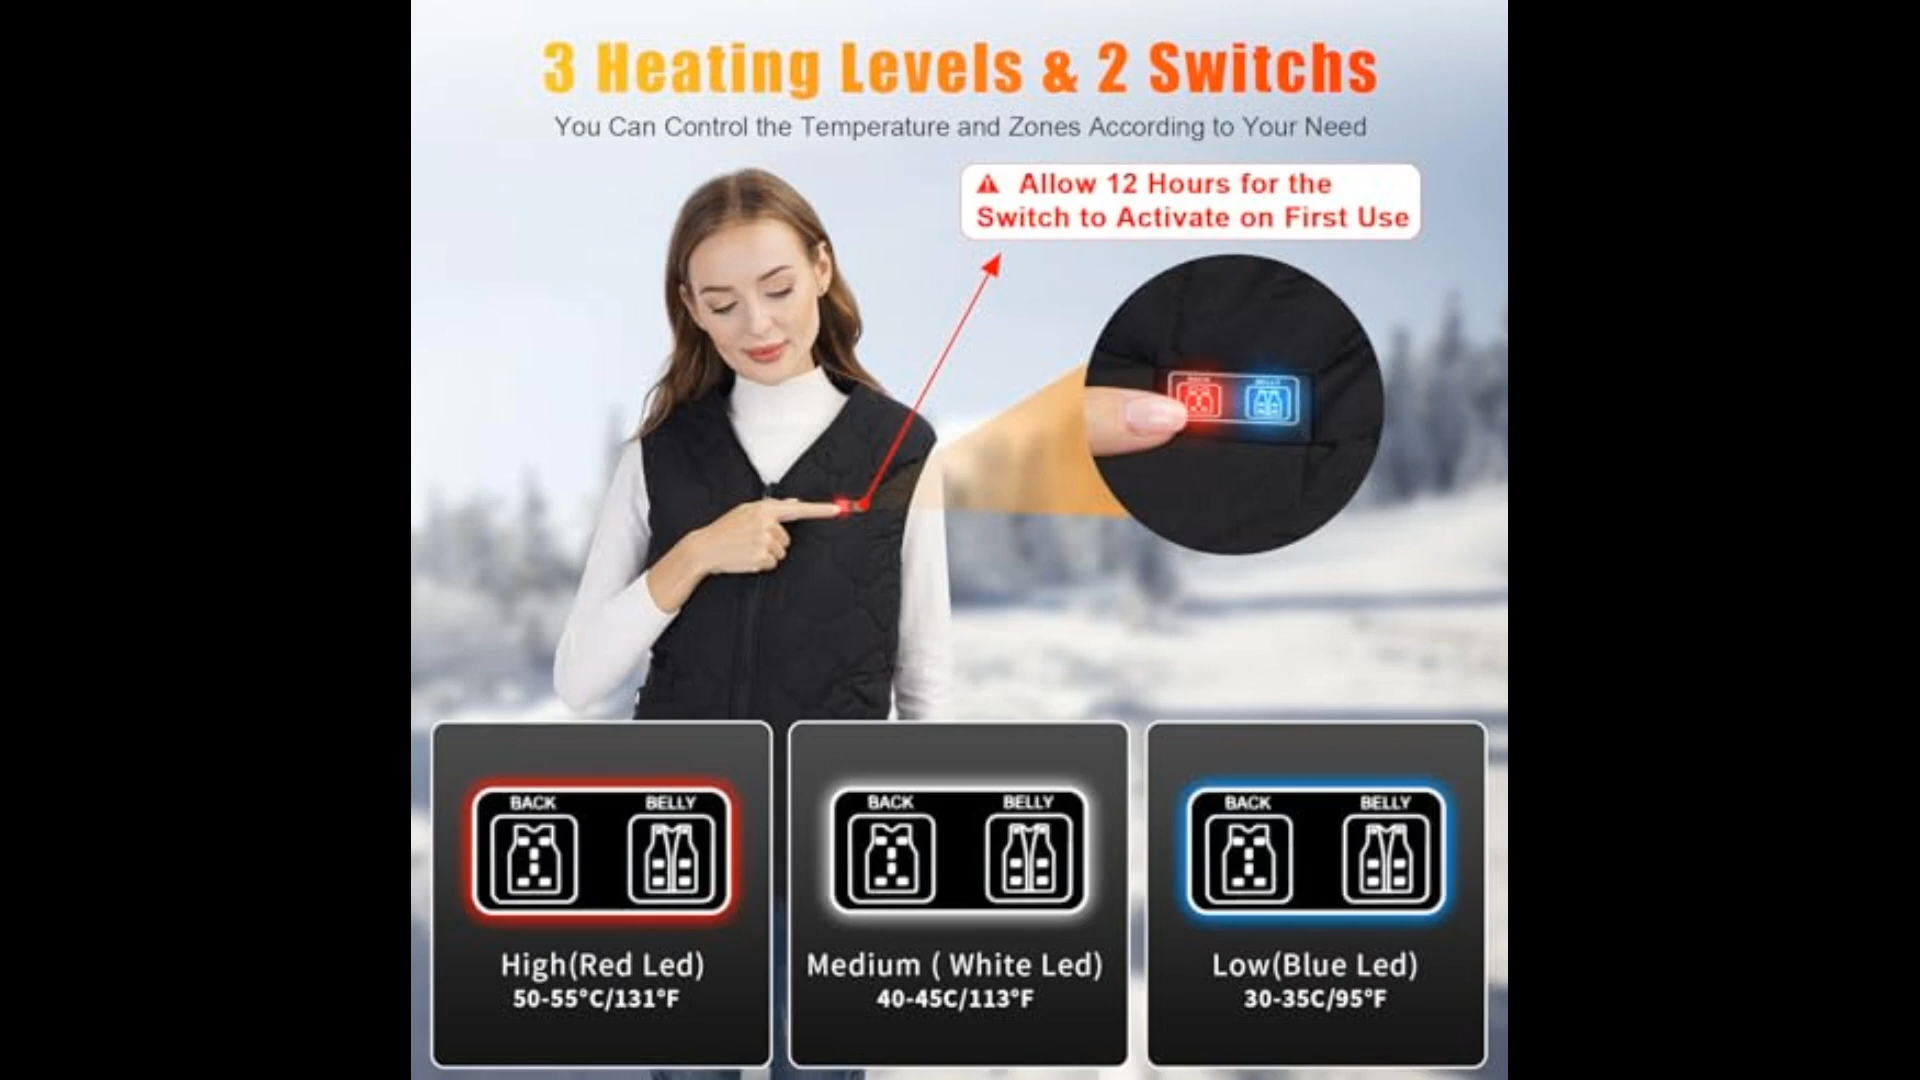 3 Heating Levels & 2 Switchs
You Can Control the Temperature and Zones According to Your Need
Allow 12 Hours for the
Switch to Activate on First Use
BACK BELLY
BACK BELLY
BACK BELLY
BACK BELLY
High(Red Led)
50-55°C/131°F
Medium ( White Led)
40-45C/113°F
Low(Blue Led)
30-35C/95°F